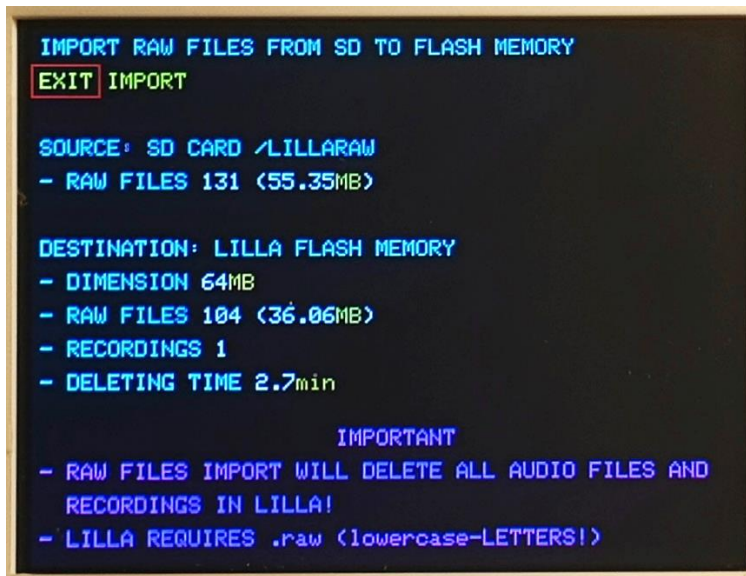 IMPORT RAW FILES FROM SD TO FLASH MEMORY
EXIT IMPORT
SOURCE: SD CARD /LILLARAW
- RAW FILES 131 (55.35MB)
DESTINATION: LILLA FLASH MEMORY
- DIMENSION 64MB
- RAW FILES 104 (36.06MB)
- RECORDINGS 1
- DELETING TIME 2.7min
IMPORTANT
- RAW FILES IMPORT WILL DELETE ALL AUDIO FILES AND
RECORDINGS IN LILLA!
- LILLA REQUIRES .raw (lowercase-LETTERS!)